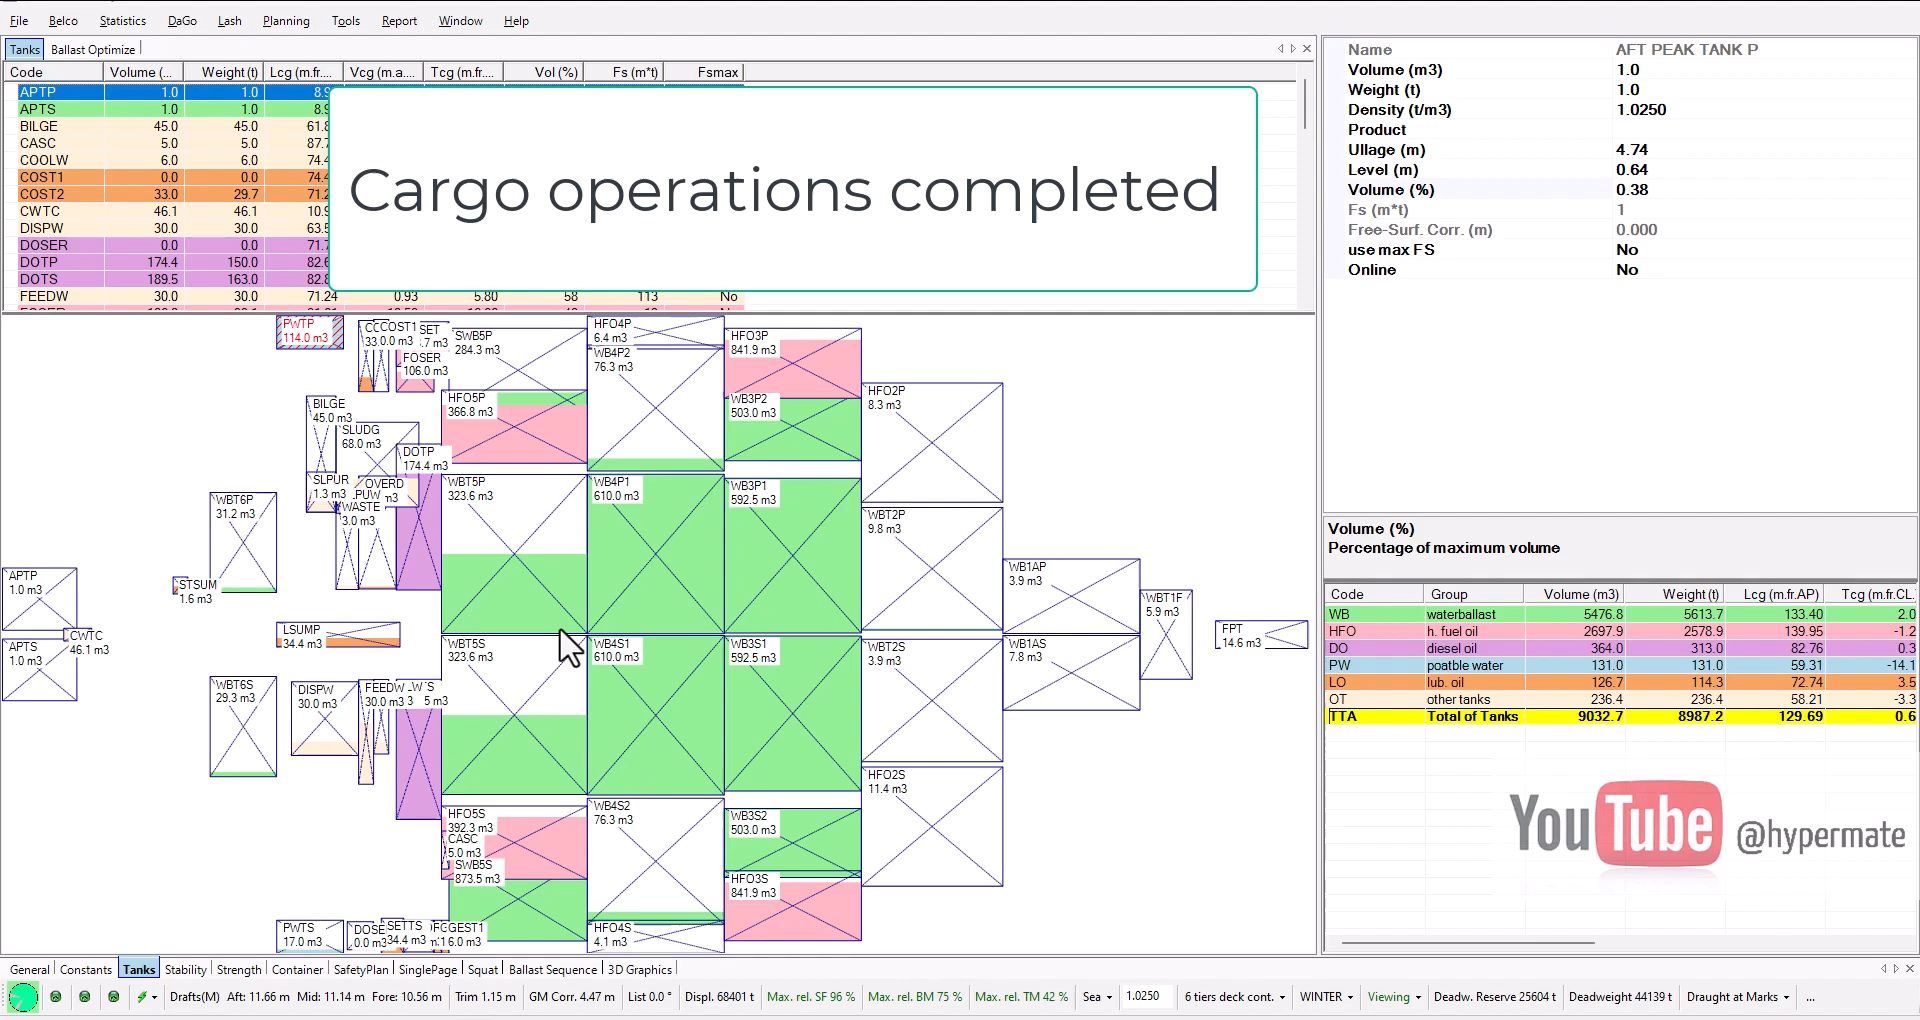 File Belco Statistics DaGo Lash Planning Tools Report Window Help
Tanks Ballast Optimize
Code Volume (... Weight (t) Lcg (m.fr.... Vcg (m.a.... Tcg (m.fr.... Vol (%) Fs (m*t) Fsmax
APTP 1.0 1.0
APTS 1.0 1.0
BILGE 45.0 45.0
CASC 5.0 5.0
COOLW 6.0 6.0
COST1 0.0 0.0
COST2 33.0 29.7
CWTC 46.1 46.1
DISPW 30.0 30.0
DOSER 0.0 0.0
DOTP 174.4 150.0
DOTS 189.5 163.0
FEEDW 30.0 30.0 71.24 0.93 5.80 58 113 No
Cargo operations completed
Name AFT PEAK TANK P
Volume (m3) 1.0
Weight (t) 1.0
Density (t/m3) 1.0250
Product
Ullage (m) 4.74
Level (m) 0.64
Volume (%) 0.38
Fs (m*t) 1
Free-Surf. Corr. (m) 0.000
use max FS No
Online No
PWTP
114.0 m3
COST1
0.0 m3
FOSER
106.0 m3
SWB5P
284.3 m3
HFO4P
6.4 m3
WB4P2
76.3 m3
HFO3P
841.9 m3
HFO2P
8.3 m3
HFO5P
366.8 m3
WB3P2
503.0 m3
BILGE
45.0 m3
SLUDG
68.0 m3
DOTP
174.4 m3
SLPUR
1.3 m3
OVERD
WASTE
3.0 m3
WBT6P
31.2 m3
WBT5P
323.6 m3
WB4P1
610.0 m3
WB3P1
592.5 m3
WBT2P
9.8 m3
APTP
1.0 m3
STSUM
1.6 m3
WB1AP
3.9 m3
WBT1F
5.9 m3
LSUMP
34.4 m3
FPT
14.6 m3
APTS
1.0 m3
CWTC
46.1 m3
WBT5S
323.6 m3
WB4S1
610.0 m3
WB3S1
592.5 m3
WBT2S
3.9 m3
WB1AS
7.8 m3
WBT6S
29.3 m3
DISPW
30.0 m3
FEEDW
30.0 m3
HFO2S
11.4 m3
HFO5S
392.3 m3
CASC
5.0 m3
SWB5S
873.5 m3
WB4S2
76.3 m3
WB3S2
503.0 m3
HFO3S
841.9 m3
PWTS
17.0 m3
SETTS
HFO4S
4.1 m3
Volume (%)
Percentage of maximum volume
Code Group Volume (m3) Weight (t) Lcg (m.fr.AP) Tcg (m.fr.CL.
WB waterballast 5476.8 5613.7 133.40 2.0
HFO h. fuel oil 2697.9 2578.9 139.95 -1.2
DO diesel oil 364.0 313.0 82.76 0.3
PW poatble water 131.0 131.0 59.31 -14.1
LO lub. oil 126.7 114.3 72.74 3.5
OT other tanks 236.4 236.4 58.21 -3.3
TTA Total of Tanks 9032.7 8987.2 129.69 0.6
YouTube @hypermate
General Constants Tanks Stability Strength Container SafetyPlan SinglePage Squat Ballast Sequence 3D Graphics
Drafts(M) Aft: 11.66 m Mid: 11.14 m Fore: 10.56 m Trim 1.15 m GM Corr. 4.47 m List 0.0 ° Displ. 68401 t Max. rel. SF 96 % Max. rel. BM 75 % Max. rel. TM 42 % Sea 1.0250 6 tiers deck cont. WINTER Viewing Deadw. Reserve 25604 t Deadweight 44139 t Draught at Marks ...